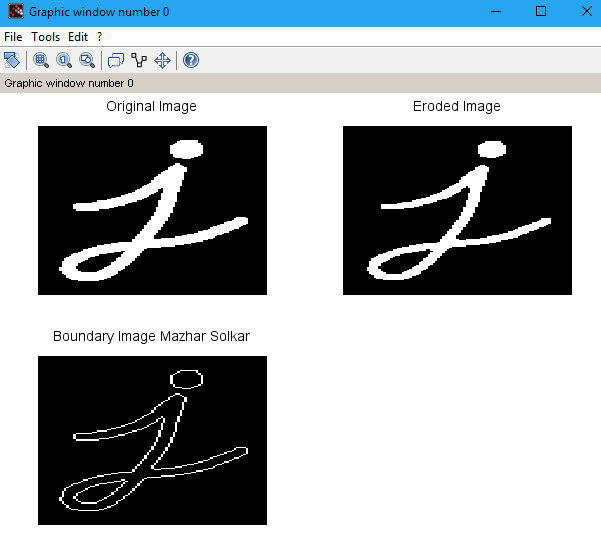 Graphic window number 0
File Tools Edit ?
Graphic window number 0
Original Image Eroded Image
j j
Boundary Image Mazhar Solkar
j